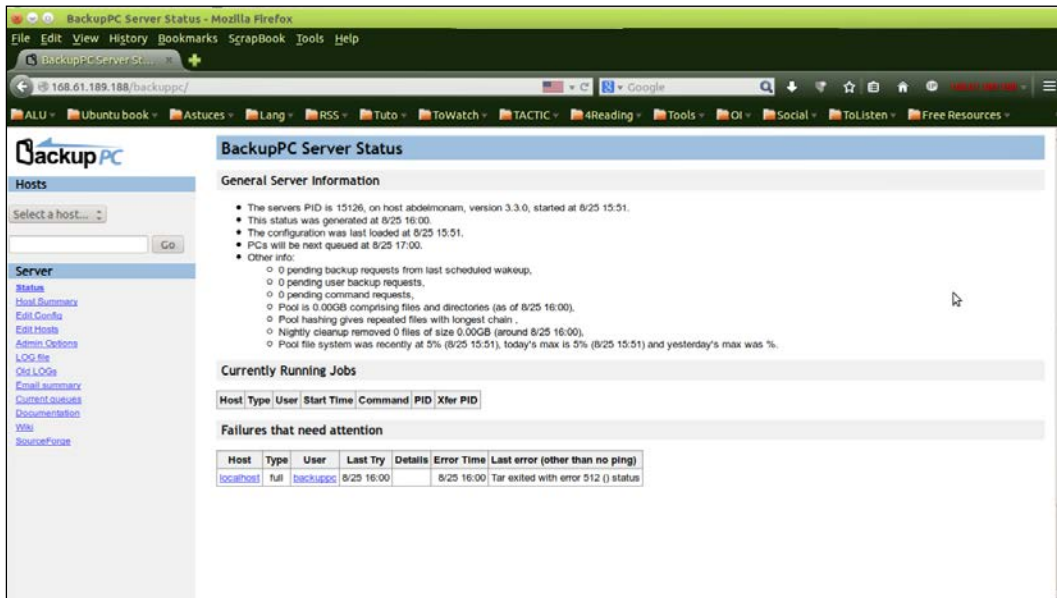 BackupPC Server Status - Mozilla Firefox
File Edit View History Bookmarks ScrapBook Tools Help
BackupPC Server St...
168.61.189.188/backuppc/
Google
ALU Ubuntu book Astuces Lang RSS Tuto ToWatch TACTIC 4Reading Tools OI Social ToListen Free Resources
BackupPC
Hosts
Select a host...
Go
Server
Status
Host Summary
Edit Config
Edit Hosts
Admin Options
LOG file
Old LOGs
Email summary
Current queues
Documentation
Wiki
SourceForge
BackupPC Server Status
General Server Information
The servers PID is 15126, on host abdelmonam, version 3.3.0, started at 8/25 15:51.
This status was generated at 8/25 16:00.
The configuration was last loaded at 8/25 15:51.
PCs will be next queued at 8/25 17:00.
Other info:
0 pending backup requests from last scheduled wakeup,
0 pending user backup requests,
0 pending command requests,
Pool is 0.00GB comprising files and directories (as of 8/25 16:00),
Pool hashing gives repeated files with longest chain ,
Nightly cleanup removed 0 files of size 0.00GB (around 8/25 16:00),
Pool file system was recently at 5% (8/25 15:51), today's max is 5% (8/25 15:51) and yesterday's max was %.
Currently Running Jobs
Host Type User Start Time Command PID Xfer PID
Failures that need attention
Host Type User Last Try Details Error Time Last error (other than no ping)
localhost full backuppc 8/25 16:00 8/25 16:00 Tar exited with error 512 () status